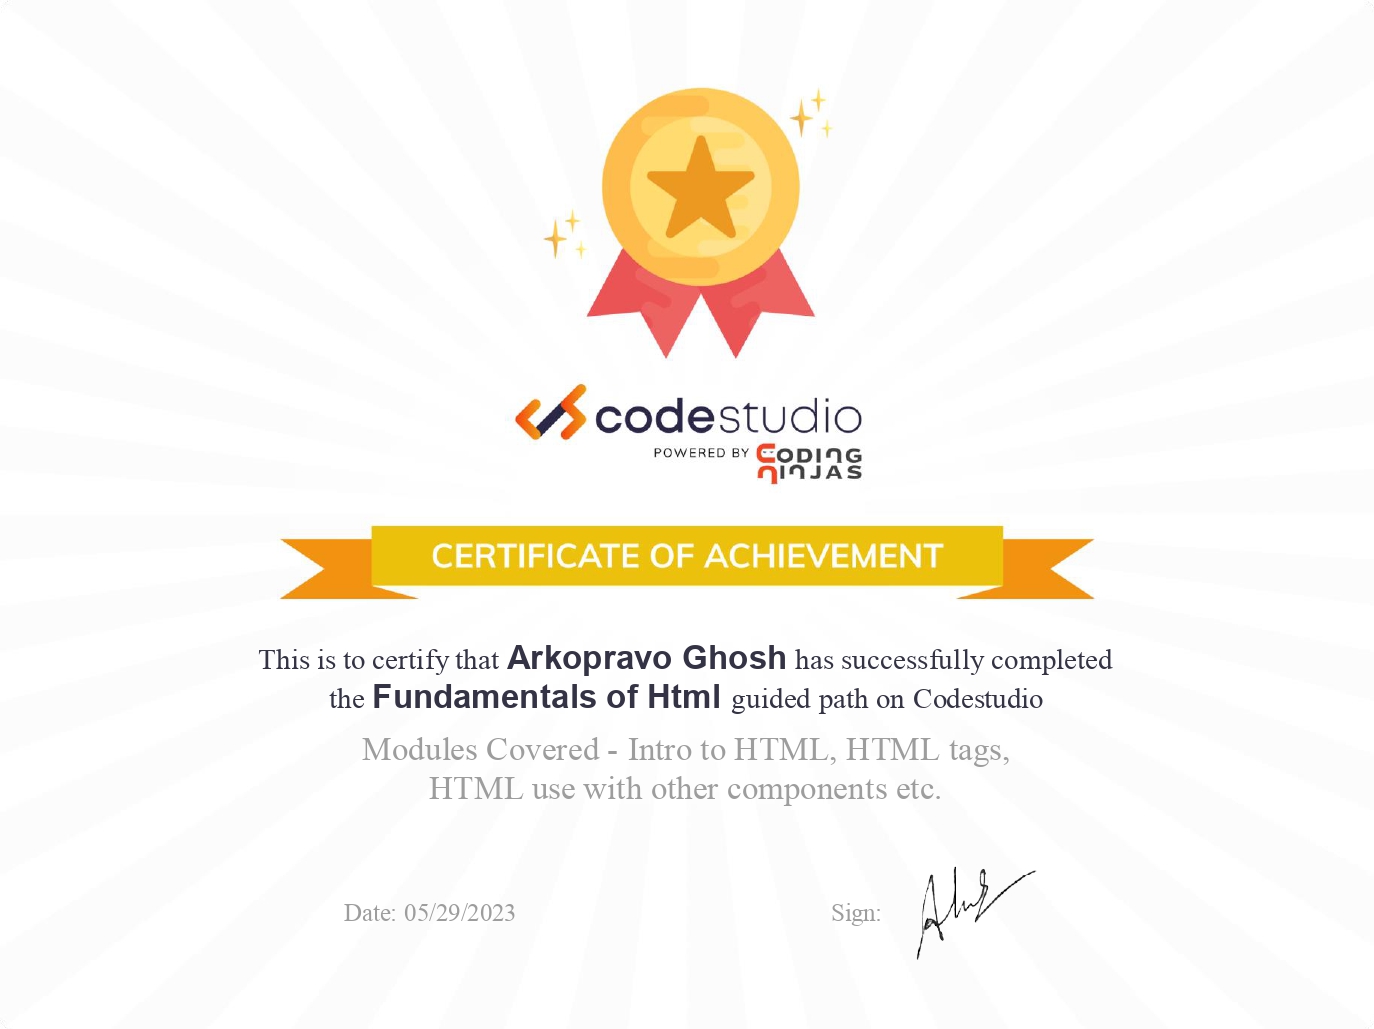 codestudio
POWERED BY CODING NINJAS
CERTIFICATE OF ACHIEVEMENT
This is to certify that Arkopravo Ghosh has successfully completed
the Fundamentals of Html guided path on Codestudio
Modules Covered - Intro to HTML, HTML tags,
HTML use with other components etc.
Date: 05/29/2023
Sign: